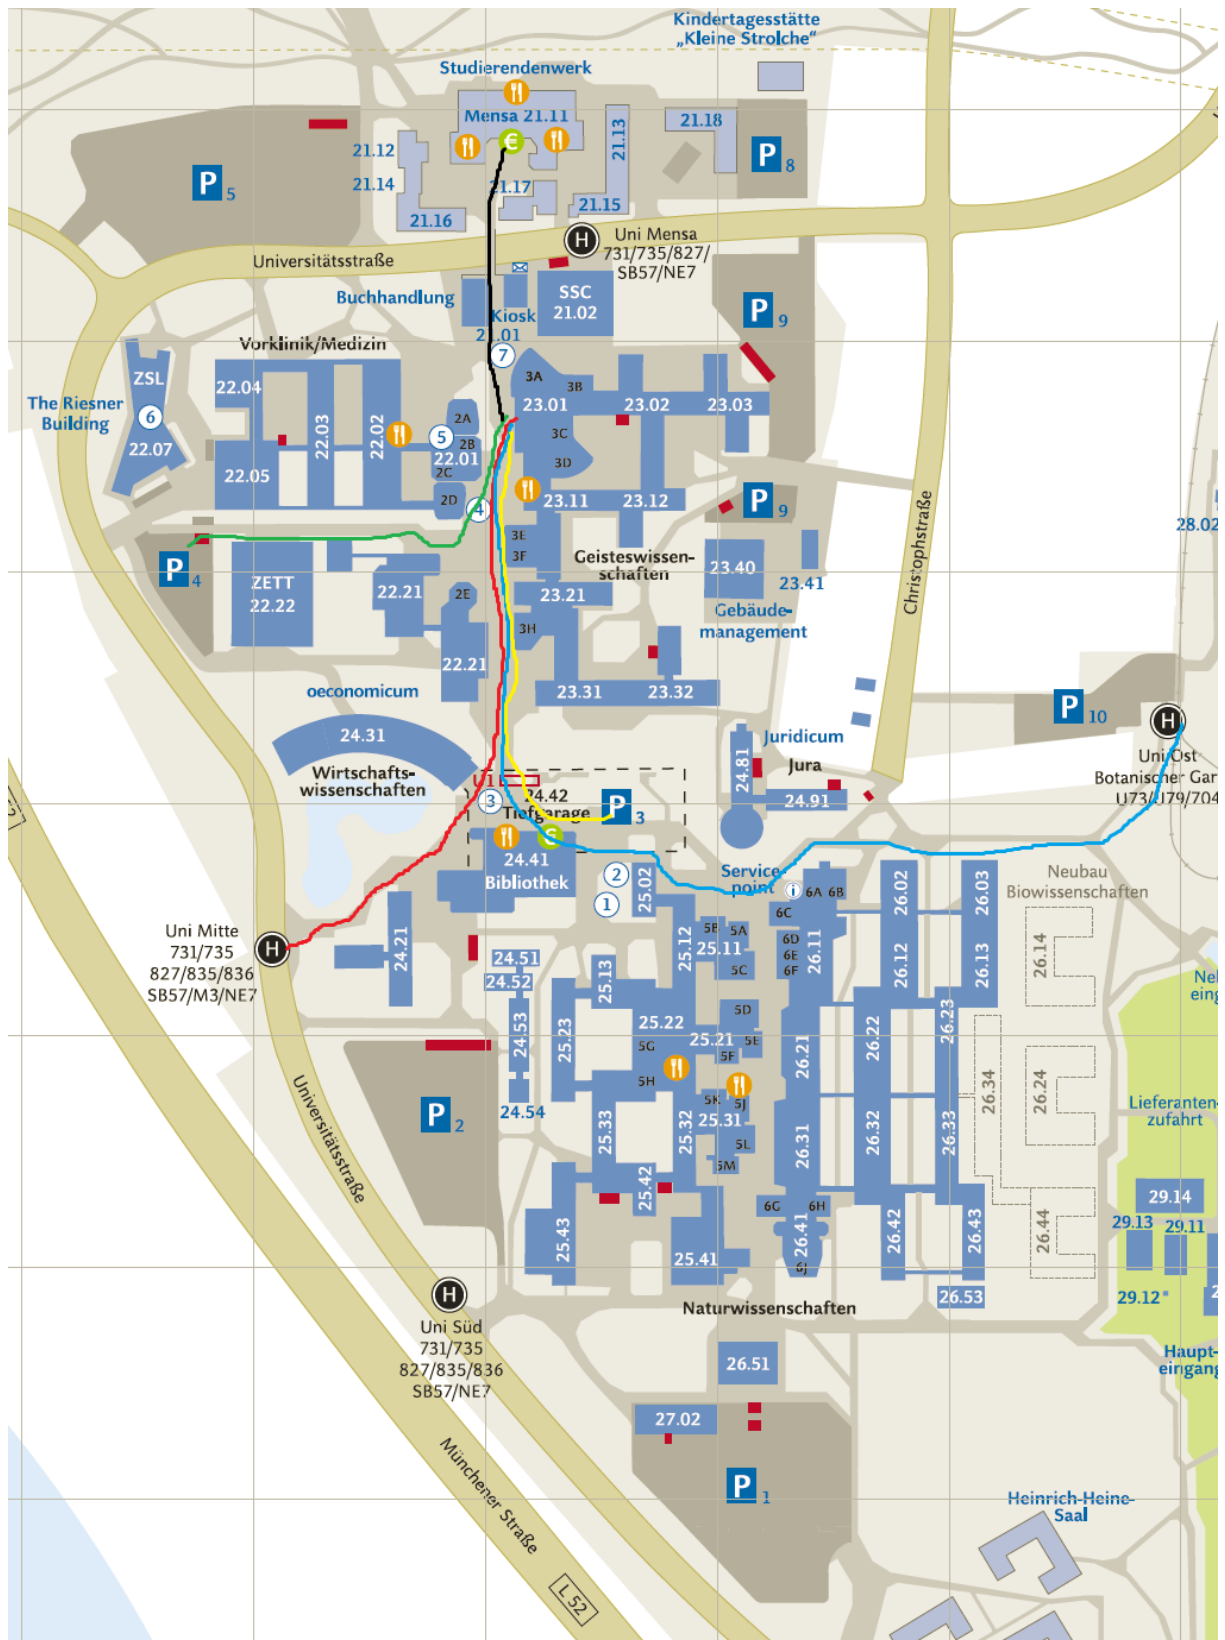 Kindertagesstätte
„Kleine Strolche“
Studierendenwerk
Mensa 21.11
€
21.12
21.13
21.18
P 8
21.14
P 5
21.17
21.16
21.15
H
Uni Mensa
731/735/827/
SB57/NE7
Universitätsstraße
Buchhandlung
SSC
21.02
Kiosk
21.01
P 9
Vorklinik/Medizin
7
ZSL
22.04
3A
3B
The Riesner
Building
6
22.03
22.02
2A
23.01
23.02
23.03
5
2B
3C
22.07
22.05
22.01
2C
3D
2D
4
23.11
23.12
P 9
28.02
3E
3F
Geisteswissen-
schaften
23.40
23.41
Christophstraße
P 4
ZETT
22.22
22.21
2E
23.21
Gebäude-
management
3H
22.21
oeconomicum
23.31
23.32
P 10
H
24.31
24.81
Juridicum
Jura
Uni Ost
Botanischer Gar
U73/U79/704
Wirtschafts-
wissenschaften
1
24.42
Tiefgarage
3
P 3
24.91
€
24.41
Bibliothek
2
25.02
Service-
point
i
6A
6B
26.02
26.03
Neubau
Biowissenschaften
1
6C
Uni Mitte
731/735
827/835/836
SB57/M3/NE7
H
24.21
5B
5A
25.11
25.12
5C
6D
6E
6F
26.11
26.12
26.13
26.14
24.51
24.52
25.13
24.53
25.23
25.22
5D
25.21
5E
5F
5G
5H
26.21
26.22
26.23
26.34
26.24
P 2
24.54
25.33
25.32
5K
5J
25.31
5L
5M
26.31
26.32
26.33
Lieferanten-
zufahrt
Universitätsstraße
25.42
25.43
25.41
6G
6H
26.41
6J
26.42
26.43
26.44
29.14
29.13
29.11
29.12
26.53
H
Uni Süd
731/735
827/835/836
SB57/NE7
Naturwissenschaften
Haupt-
eingang
26.51
27.02
Münchener Straße
P 1
Heinrich-Heine-
Saal
L 52